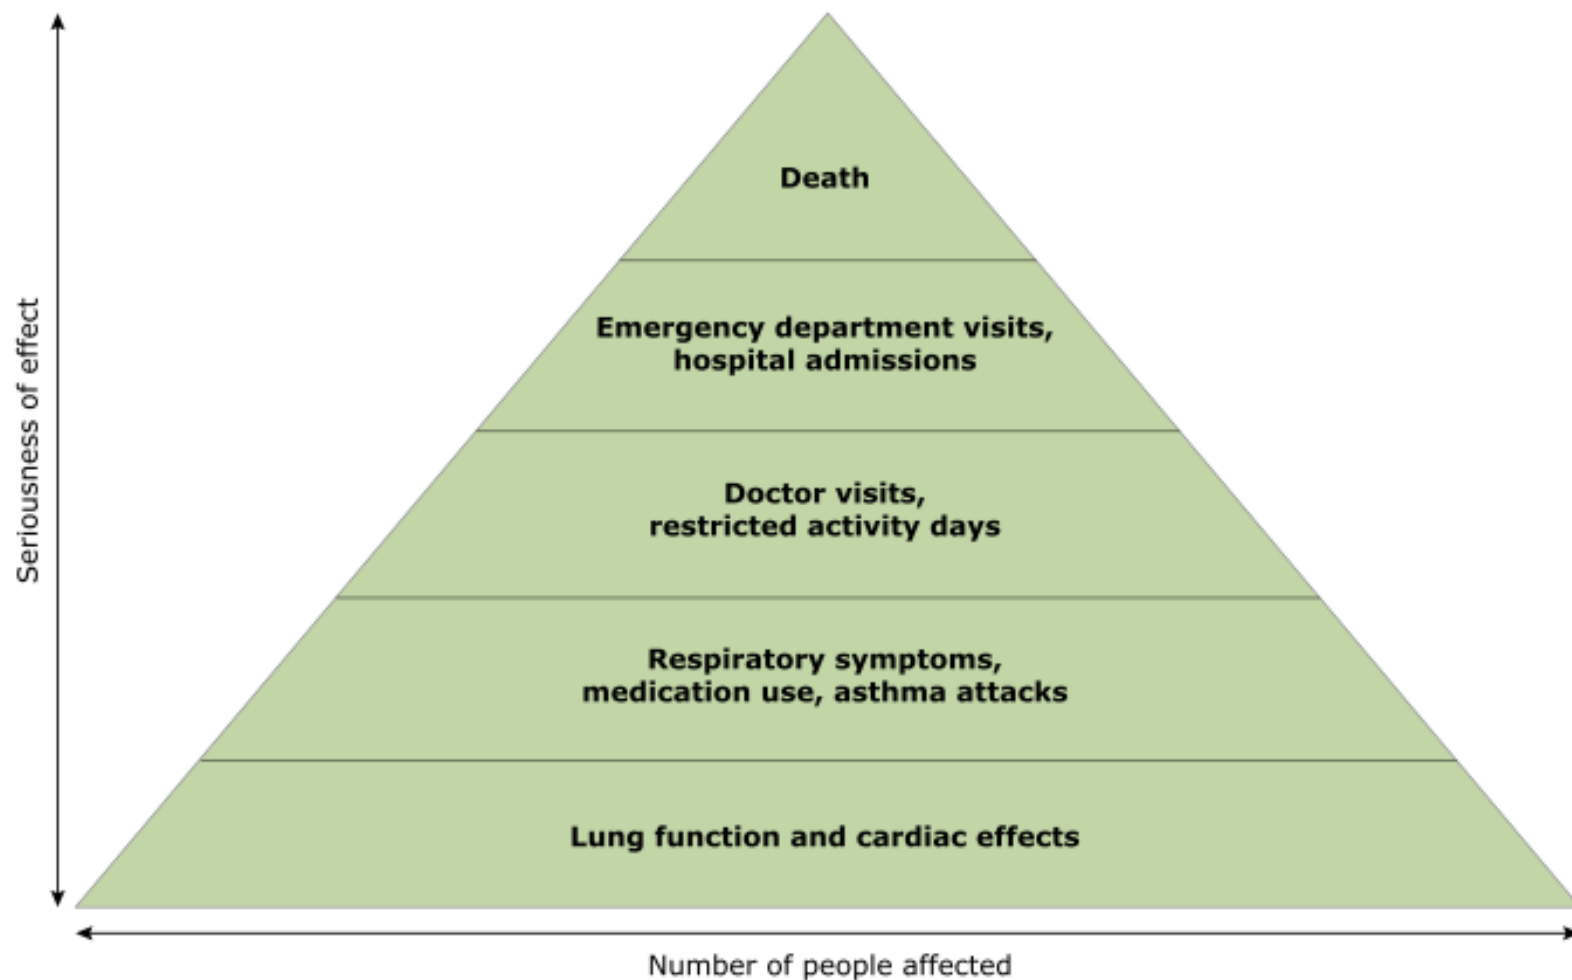 Death
Emergency department visits,
hospital admissions
Doctor visits,
restricted activity days
Respiratory symptoms,
medication use, asthma attacks
Lung function and cardiac effects
Seriousness of effect
Number of people affected